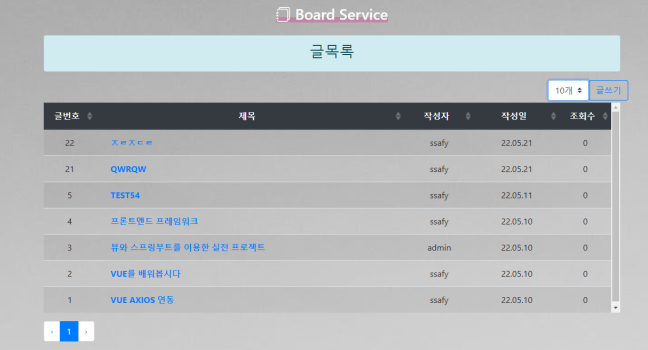 Board Service
글목록
10개 글쓰기
글번호 제목 작성자 작성일 조회수
22 ssafy 22.05.21 0
21 QWRQW ssafy 22.05.21 0
5 TEST54 ssafy 22.05.11 0
4 프론트엔드 프레임워크 ssafy 22.05.10 0
3 뷰와 스프링부트를 이용한 실전 프로젝트 admin 22.05.10 0
2 VUE를 배워봅시다 ssafy 22.05.10 0
1 VUE AXIOS 연동 ssafy 22.05.10 0
‹ 1 ›